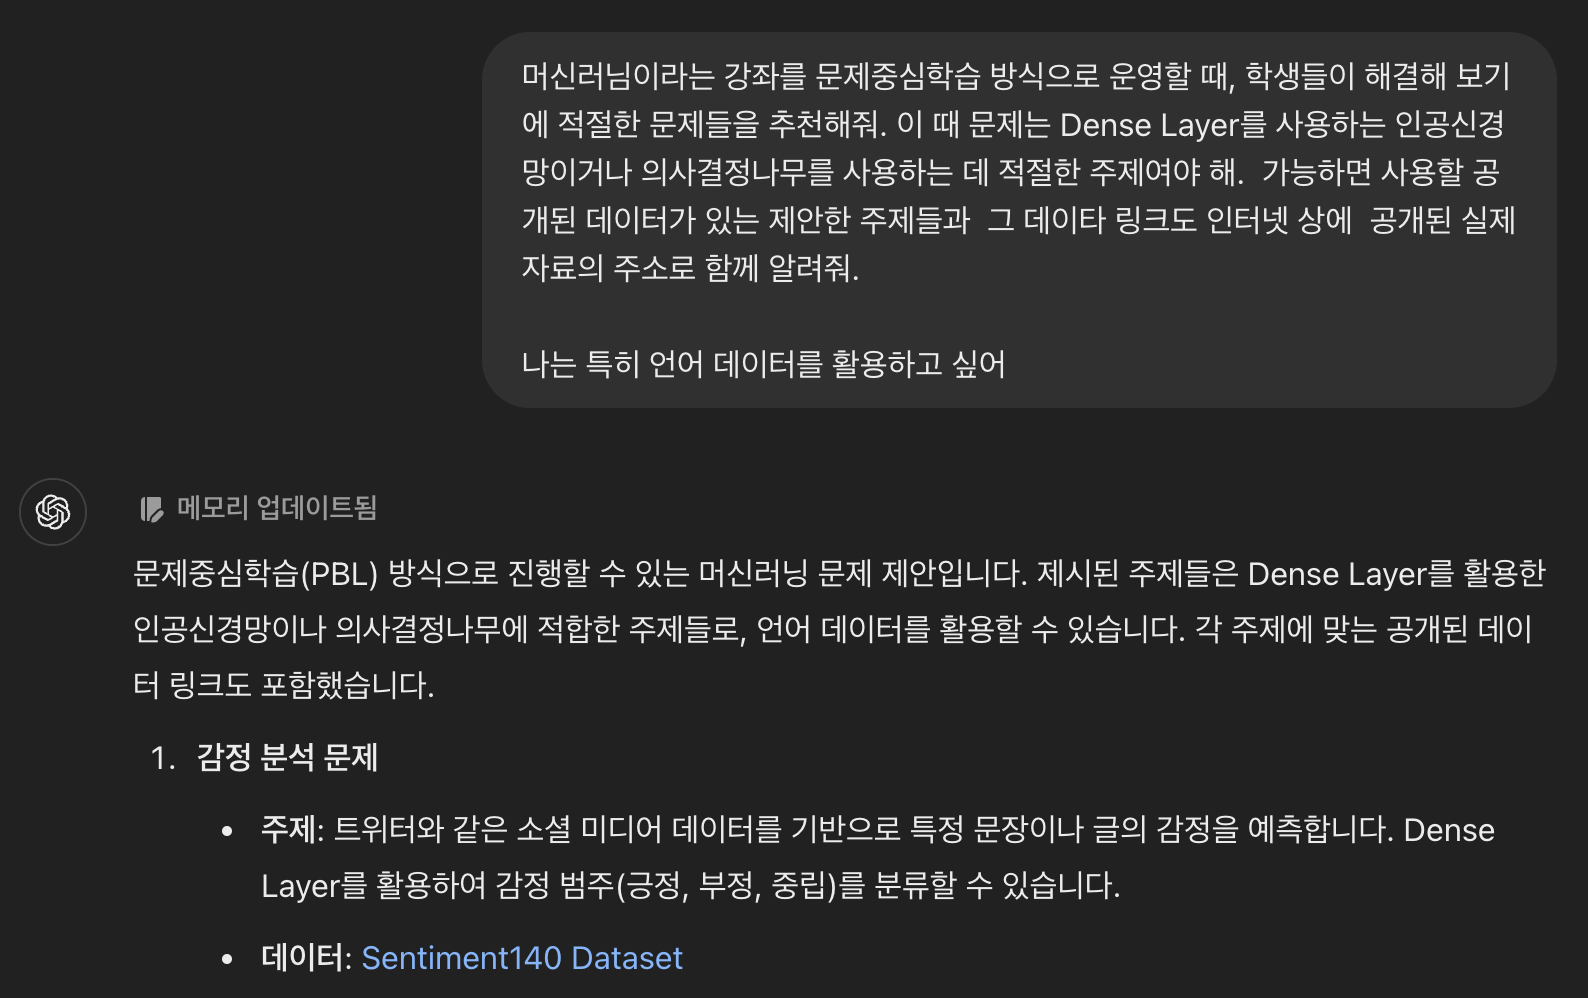 머신러님이라는 강좌를 문제중심학습 방식으로 운영할 때, 학생들이 해결해 보기
에 적절한 문제들을 추천해줘. 이 때 문제는 Dense Layer를 사용하는 인공신경
망이거나 의사결정나무를 사용하는 데 적절한 주제여야 해.  가능하면 사용할 공
개된 데이터가 있는 제안한 주제들과  그 데이타 링크도 인터넷 상에  공개된 실제
자료의 주소로 함께 알려줘.
나는 특히 언어 데이터를 활용하고 싶어
메모리 업데이트됨
문제중심학습(PBL) 방식으로 진행할 수 있는 머신러닝 문제 제안입니다. 제시된 주제들은 Dense Layer를 활용한
인공신경망이나 의사결정나무에 적합한 주제들로, 언어 데이터를 활용할 수 있습니다. 각 주제에 맞는 공개된 데이
터 링크도 포함했습니다.
1. 감정 분석 문제
• 주제: 트위터와 같은 소셜 미디어 데이터를 기반으로 특정 문장이나 글의 감정을 예측합니다. Dense
Layer를 활용하여 감정 범주(긍정, 부정, 중립)를 분류할 수 있습니다.
• 데이터: Sentiment140 Dataset